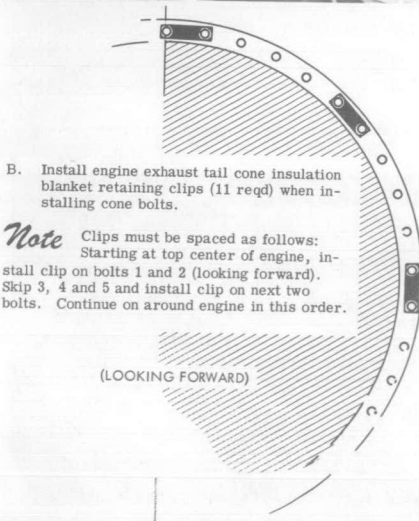 B. Install engine exhaust tail cone insulation
blanket retaining clips (11 reqd) when in-
stalling cone bolts.
Note Clips must be spaced as follows:
Starting at top center of engine, in-
stall clip on bolts 1 and 2 (looking forward).
Skip 3, 4 and 5 and install clip on next two
bolts. Continue on around engine in this order.
(LOOKING FORWARD)